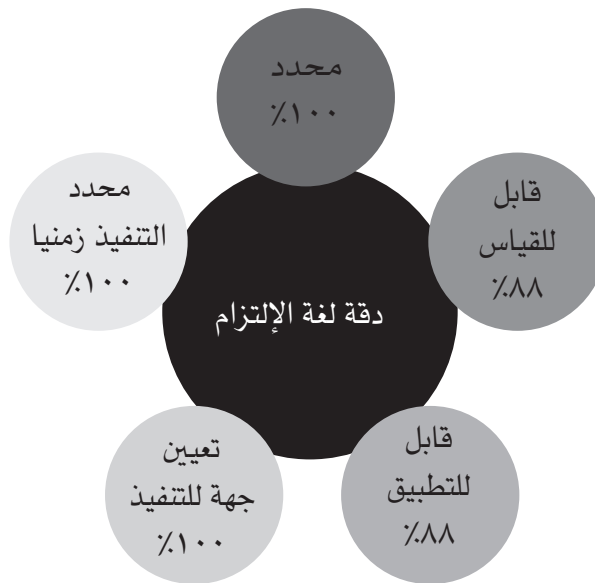 محدد
٪١٠٠
قابل
للقياس
٪٨٨
محدد
التنفيذ زمنيا
٪١٠٠
دقة لغة الإلتزام
قابل
للتطبيق
٪٨٨
تعيين
جهة للتنفيذ
٪١٠٠